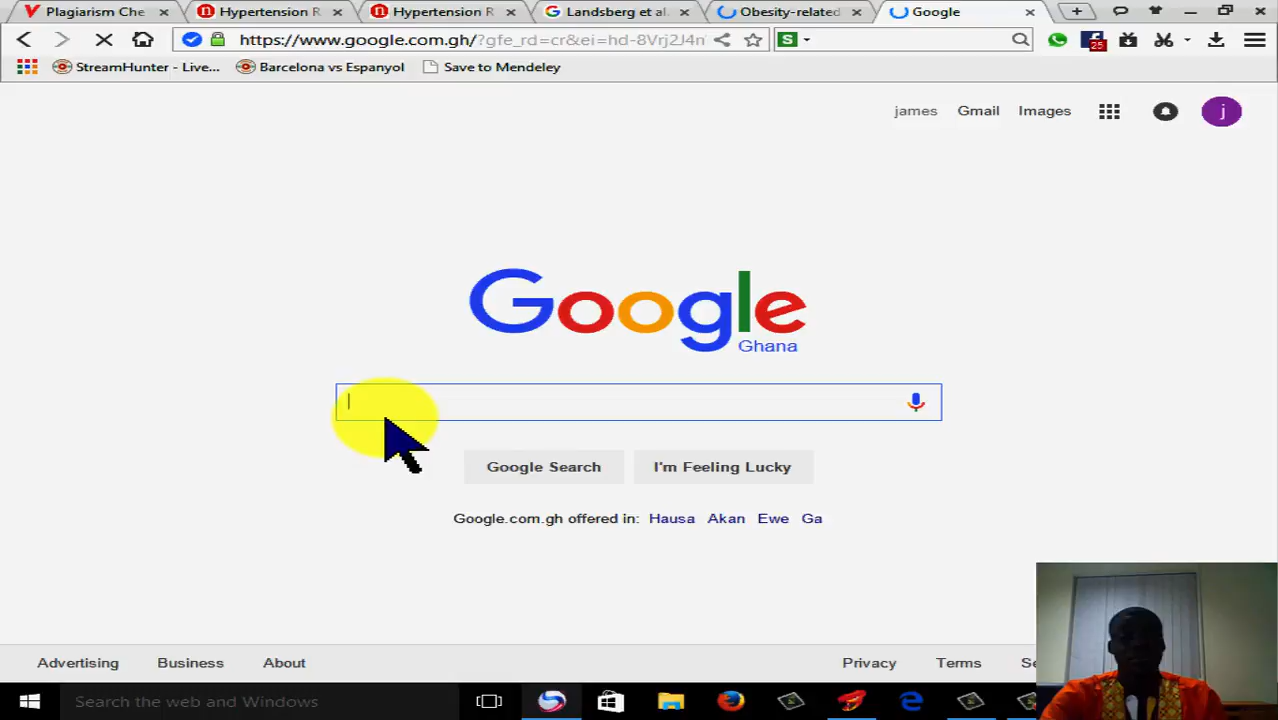 Plagiarism Che
Hypertension R
Hypertension R
Landsberg et al.
Obesity-related
Google
https://www.google.com.gh/?gfe_rd=cr&ei=hd-8Vrj2J4n
S
25
StreamHunter - Live...
Barcelona vs Espanyol
Save to Mendeley
james
Gmail
Images
j
Google
Ghana
Google Search
I'm Feeling Lucky
Google.com.gh offered in: Hausa Akan Ewe Ga
Advertising
Business
About
Privacy
Terms
Se
Search the web and Windows